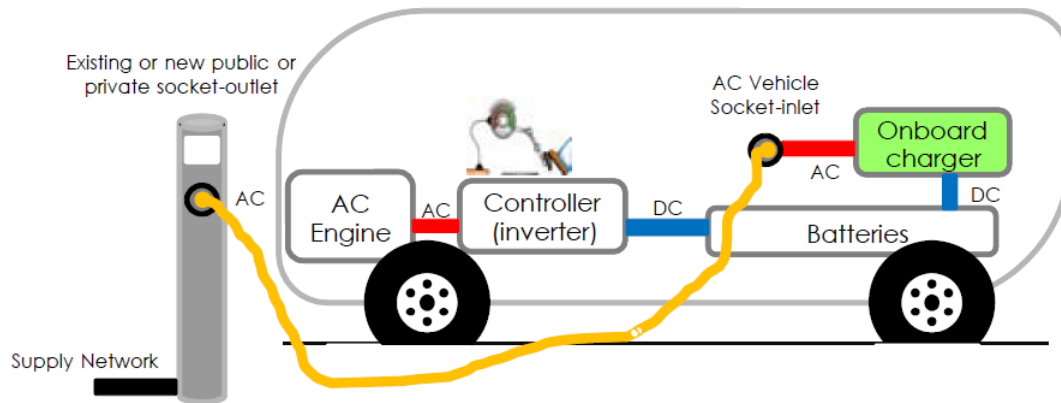 Existing or new public or
private socket-outlet
AC Vehicle
Socket-inlet
Onboard
charger
AC
AC
DC
AC
Engine
AC
Controller
(inverter)
DC
Batteries
Supply Network